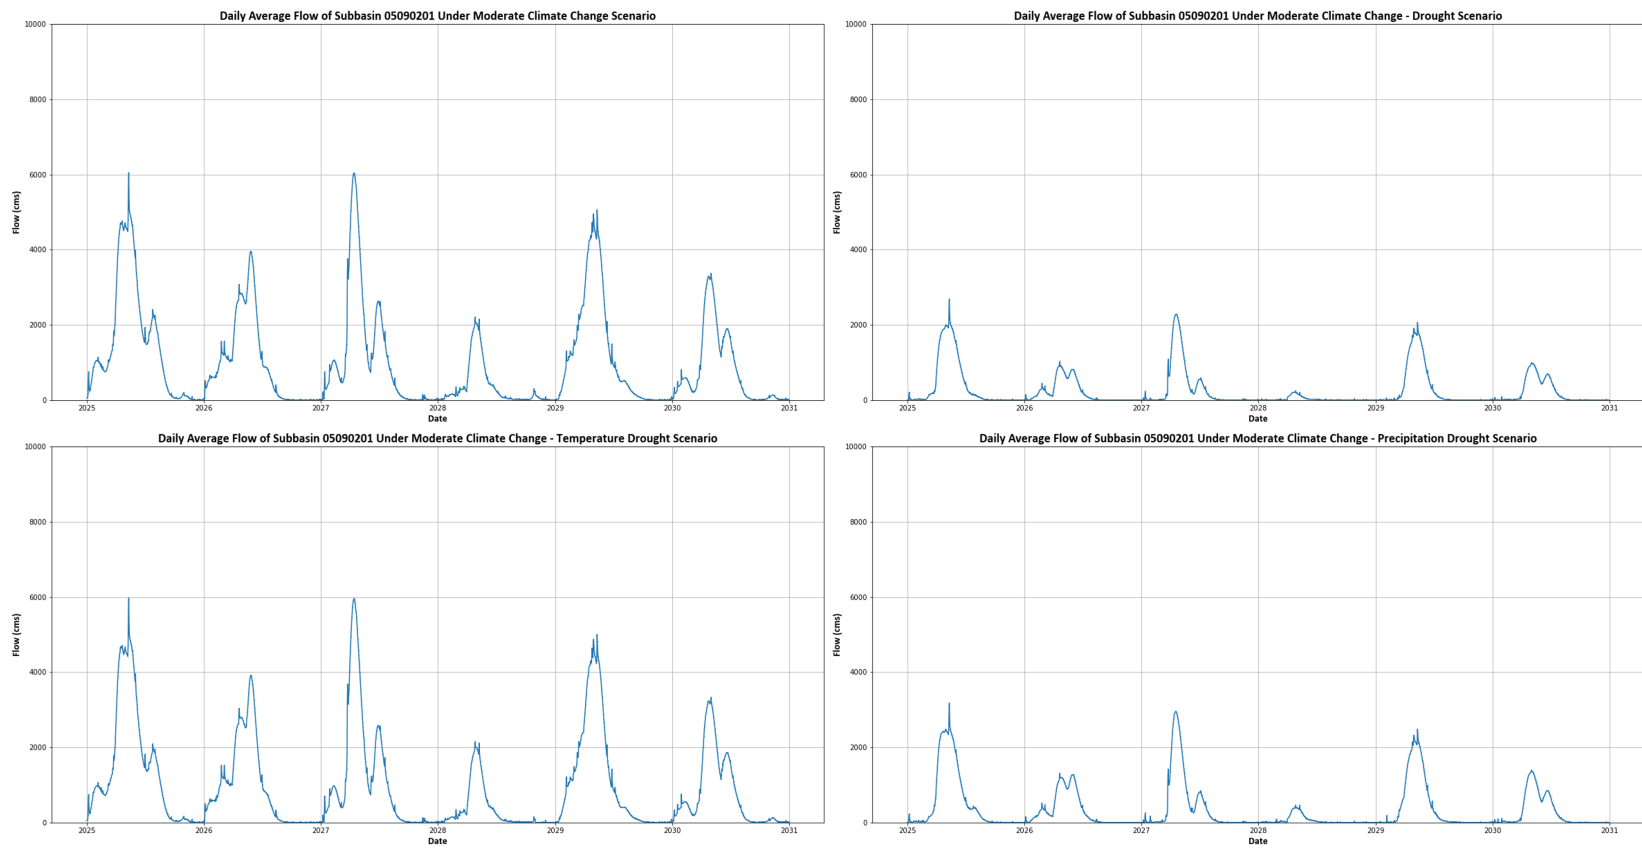 Daily Average Flow of Subbasin 05090201 Under Moderate Climate Change Scenario
10000
8000
6000
4000
2000
0
Flow (cms)
2025 2026 2027 2028 2029 2030 2031
Date
Daily Average Flow of Subbasin 05090201 Under Moderate Climate Change - Drought Scenario
10000
8000
6000
4000
2000
0
Flow (cms)
2025 2026 2027 2028 2029 2030 2031
Date
Daily Average Flow of Subbasin 05090201 Under Moderate Climate Change - Temperature Drought Scenario
10000
8000
6000
4000
2000
0
Flow (cms)
2025 2026 2027 2028 2029 2030 2031
Date
Daily Average Flow of Subbasin 05090201 Under Moderate Climate Change - Precipitation Drought Scenario
10000
8000
6000
4000
2000
0
Flow (cms)
2025 2026 2027 2028 2029 2030 2031
Date